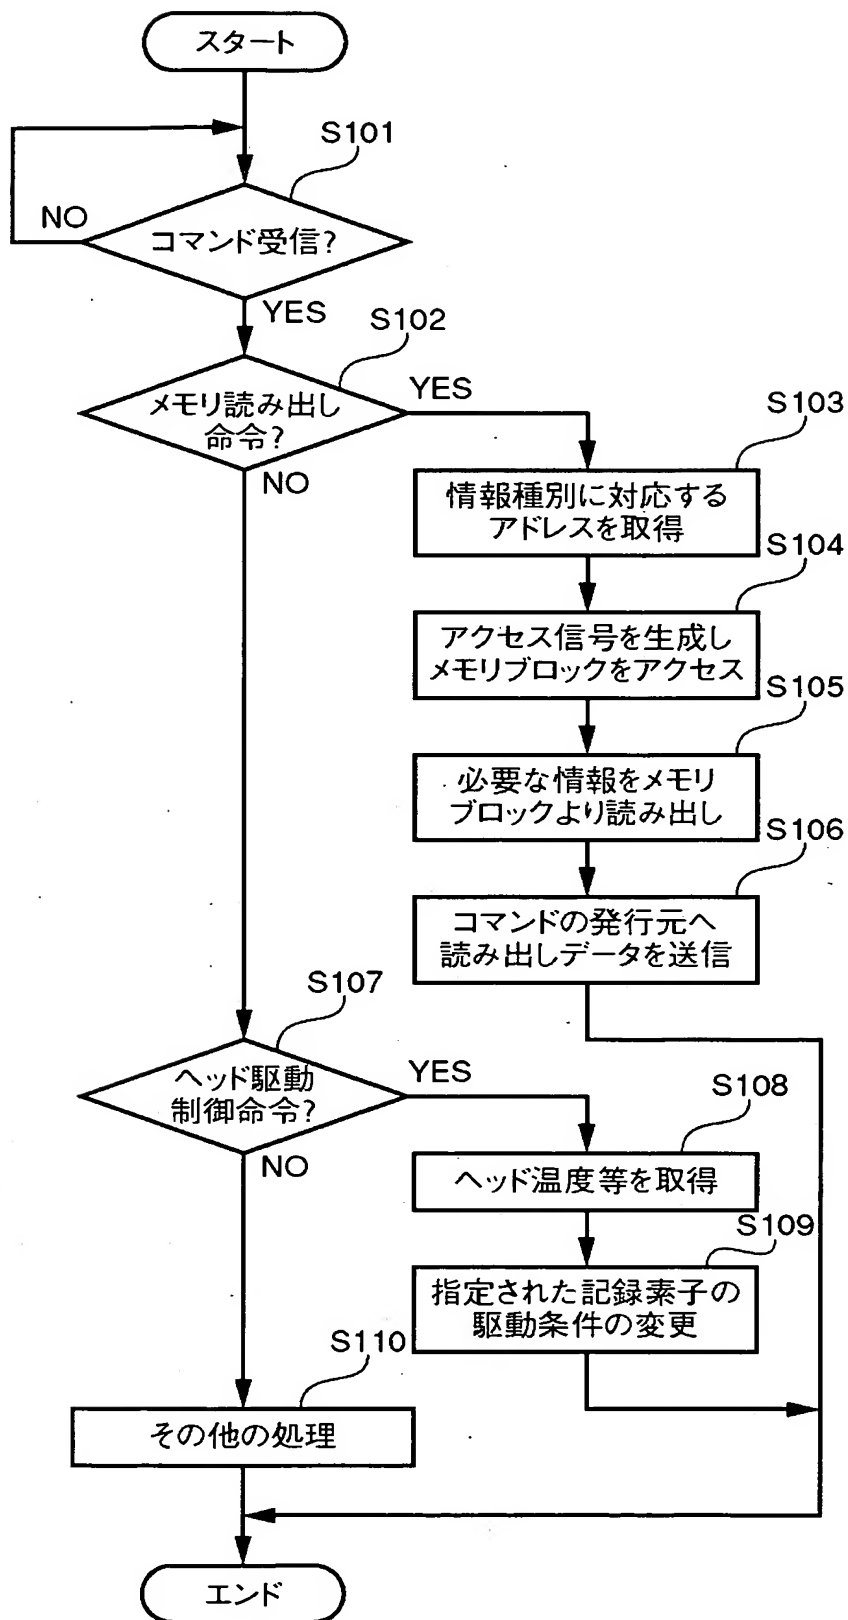 スタート
S101
NO
コマンド受信?
YES
S102
メモリ読み出し
命令?
YES
NO
S103
情報種別に対応する
アドレスを取得
S104
アクセス信号を生成し
メモリブロックをアクセス
S105
必要な情報をメモリ
ブロックより読み出し
S106
コマンドの発行元へ
読み出しデータを送信
S107
ヘッド駆動
制御命令?
YES
NO
S108
ヘッド温度等を取得
S109
指定された記録素子の
駆動条件の変更
S110
その他の処理
エンド